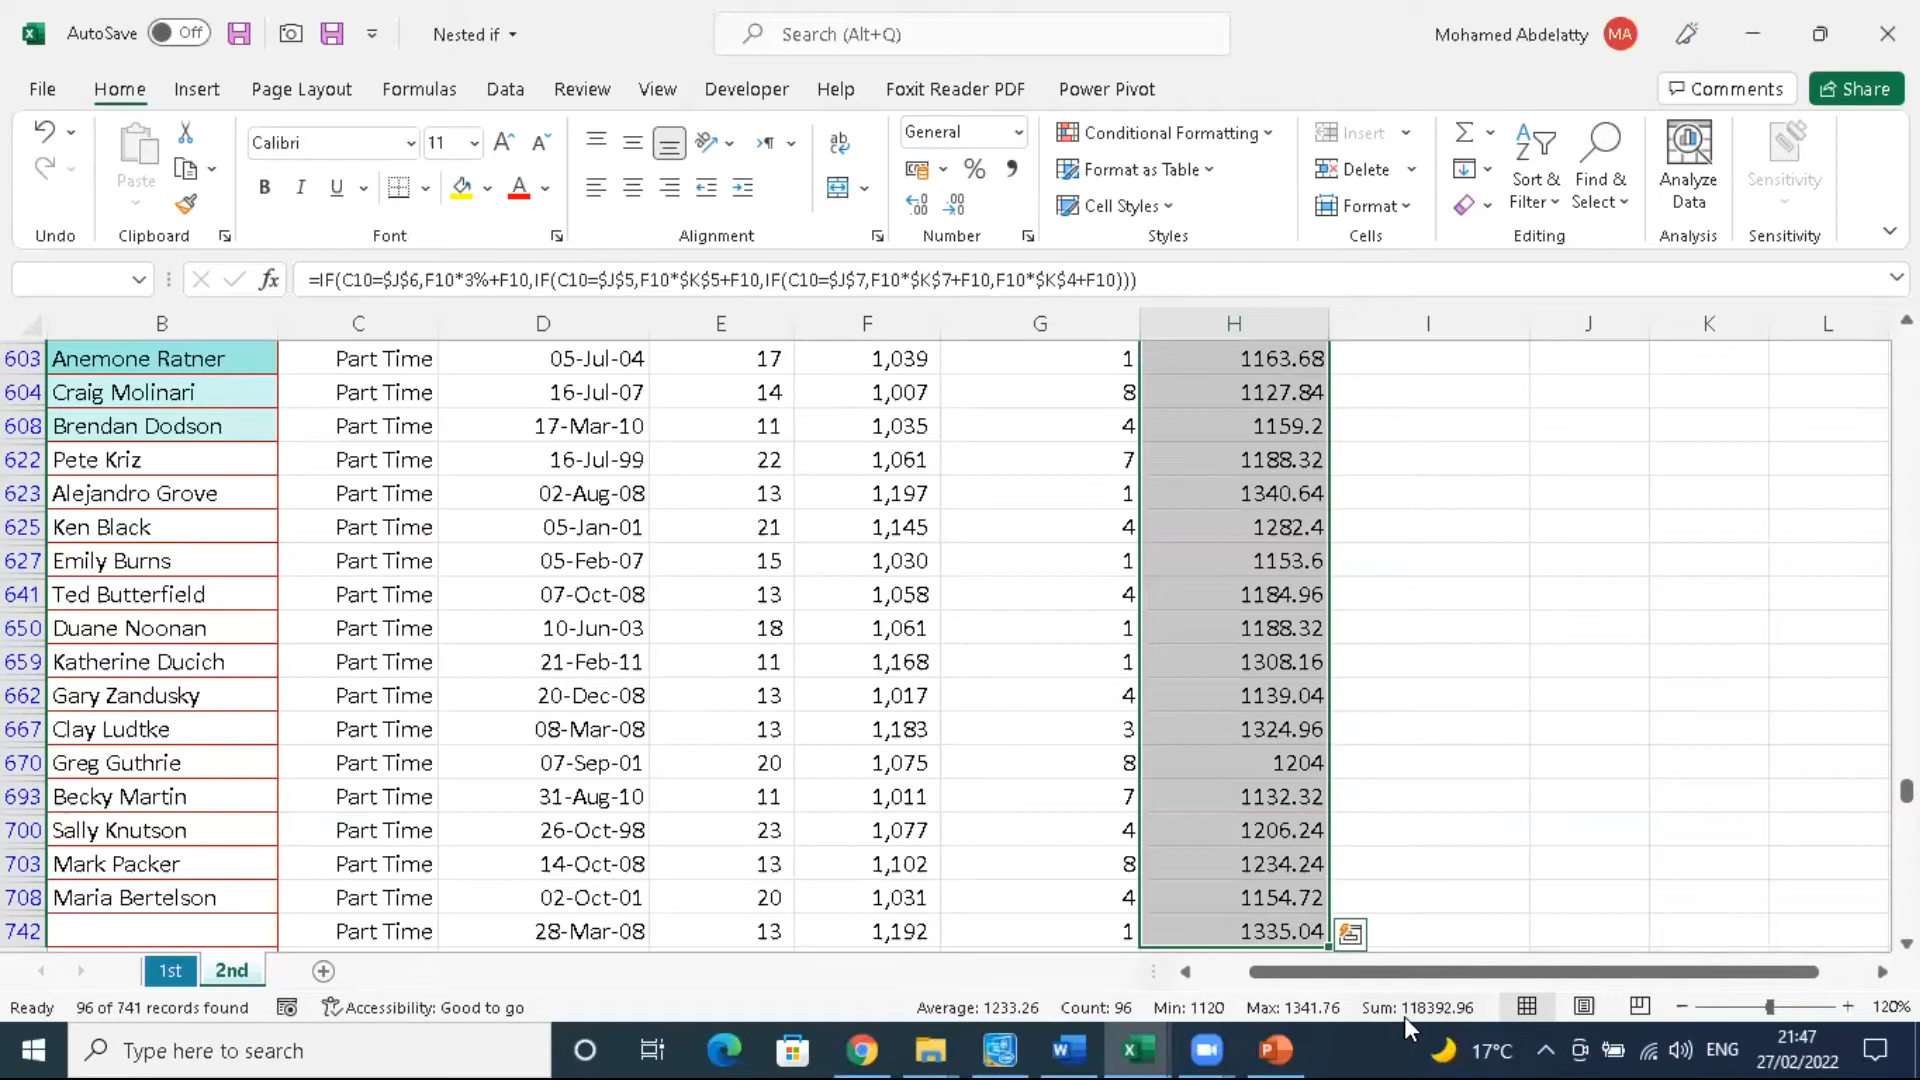 AutoSave Off Nested if Search (Alt+Q) Mohamed Abdelatty MA
File Home Insert Page Layout Formulas Data Review View Developer Help Foxit Reader PDF Power Pivot Comments Share
Calibri 11 General Conditional Formatting Insert
Paste Format as Table Delete Sort & Filter Find & Select Analyze Data Sensitivity
B I U A Cell Styles Format
Undo Clipboard Font Alignment Number Styles Cells Editing Analysis Sensitivity
fx =IF(C10=$J$6,F10*3%+F10,IF(C10=$J$5,F10*$K$5+F10,IF(C10=$J$7,F10*$K$7+F10,F10*$K$4+F10)))
B C D E F G H I J K L
603 Anemone Ratner Part Time 05-Jul-04 17 1,039 1 1163.68
604 Craig Molinari Part Time 16-Jul-07 14 1,007 8 1127.84
608 Brendan Dodson Part Time 17-Mar-10 11 1,035 4 1159.2
622 Pete Kriz Part Time 16-Jul-99 22 1,061 7 1188.32
623 Alejandro Grove Part Time 02-Aug-08 13 1,197 1 1340.64
625 Ken Black Part Time 05-Jan-01 21 1,145 4 1282.4
627 Emily Burns Part Time 05-Feb-07 15 1,030 1 1153.6
641 Ted Butterfield Part Time 07-Oct-08 13 1,058 4 1184.96
650 Duane Noonan Part Time 10-Jun-03 18 1,061 1 1188.32
659 Katherine Ducich Part Time 21-Feb-11 11 1,168 1 1308.16
662 Gary Zandusky Part Time 20-Dec-08 13 1,017 4 1139.04
667 Clay Ludtke Part Time 08-Mar-08 13 1,183 3 1324.96
670 Greg Guthrie Part Time 07-Sep-01 20 1,075 8 1204
693 Becky Martin Part Time 31-Aug-10 11 1,011 7 1132.32
700 Sally Knutson Part Time 26-Oct-98 23 1,077 4 1206.24
703 Mark Packer Part Time 14-Oct-08 13 1,102 8 1234.24
708 Maria Bertelson Part Time 02-Oct-01 20 1,031 4 1154.72
742 Part Time 28-Mar-08 13 1,192 1 1335.04
1st 2nd
Ready 96 of 741 records found Accessibility: Good to go Average: 1233.26 Count: 96 Min: 1120 Max: 1341.76 Sum: 118392.96 120%
Type here to search 17°C ENG 21:47
27/02/2022